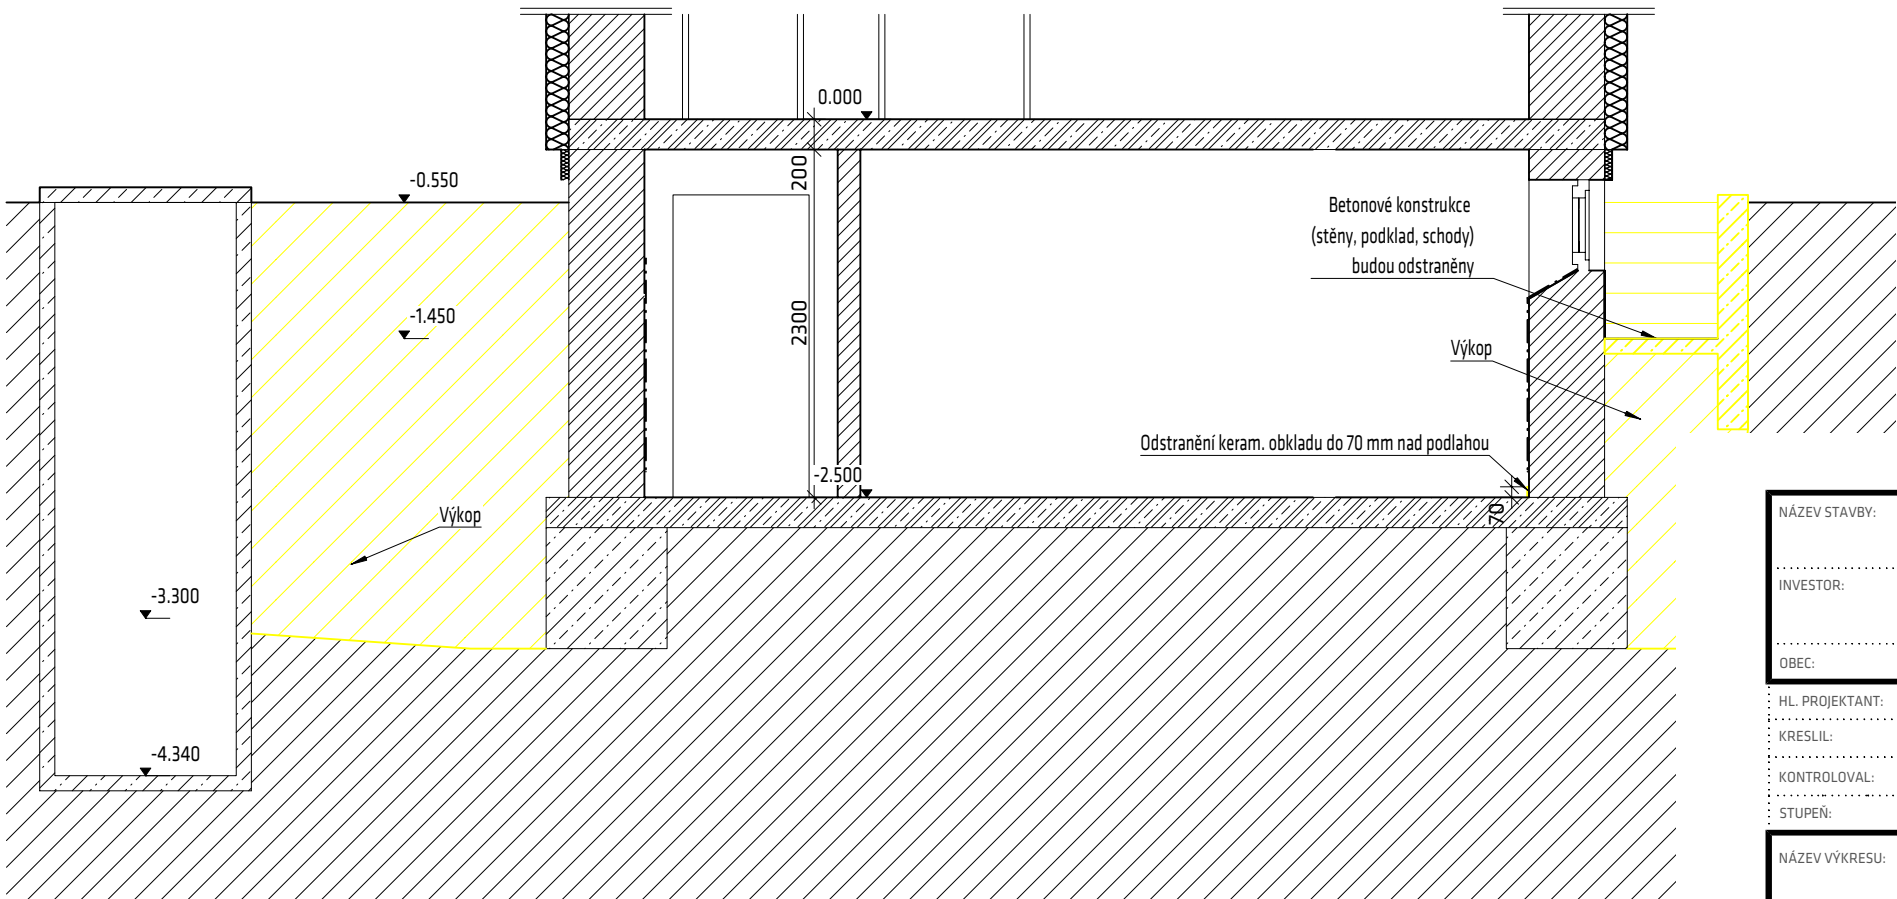 0.000
-0.550
200
Betonové konstrukce
(stěny, podklad, schody)
budou odstraněny
-1.450
2300
Výkop
Odstranění keram. obkladu do 70 mm nad podlahou
-2.500
70
Výkop
-3.300
-4.340
NÁZEV STAVBY:
INVESTOR:
OBEC:
HL. PROJEKTANT:
KRESLIL:
KONTROLOVAL:
STUPEŇ:
NÁZEV VÝKRESU: